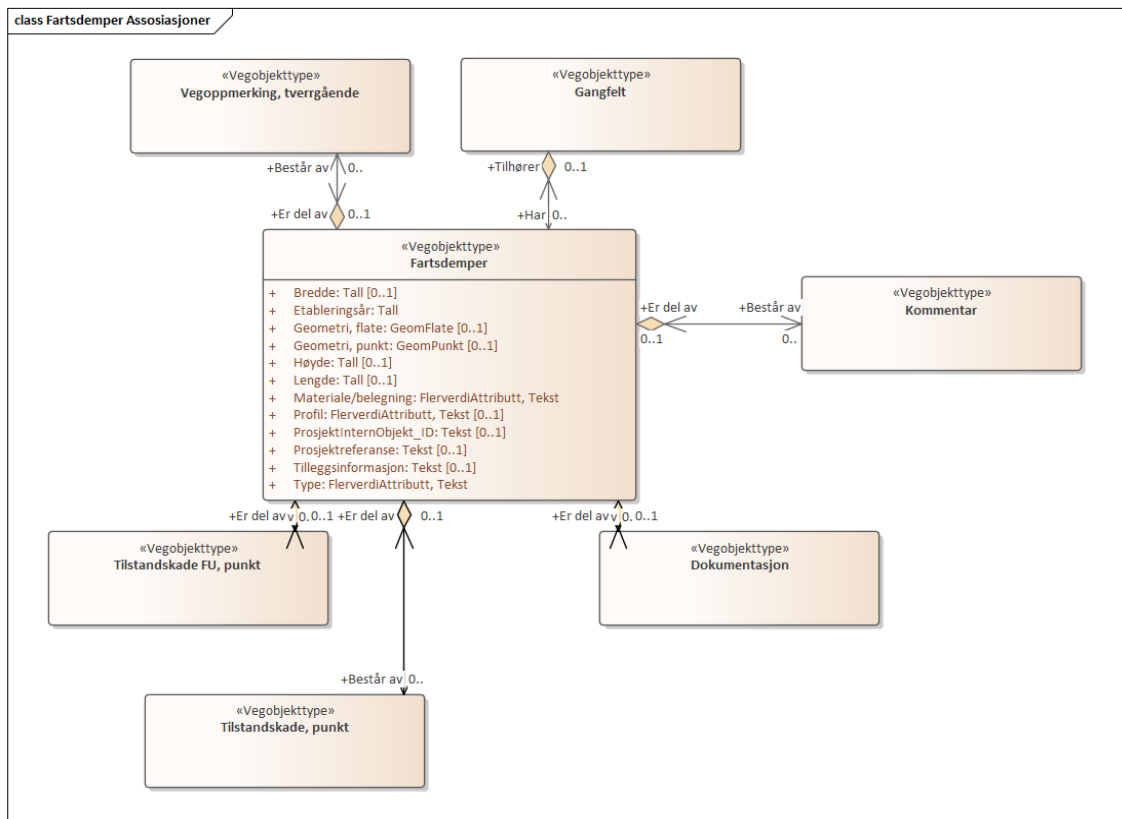 class Fartsdemper Assosiasjoner
«Vegobjekttype»
Vegoppmerking, tverrgående
«Vegobjekttype»
Gangfelt
+Består av 0..
+Er del av 0..1
+Tilhører 0..1
+Har 0..
«Vegobjekttype»
Fartsdemper
+ Bredde: Tall [0..1]
+ Etableringsår: Tall
+ Geometri, flate: GeomFlate [0..1]
+ Geometri, punkt: GeomPunkt [0..1]
+ Høyde: Tall [0..1]
+ Lengde: Tall [0..1]
+ Materiale/belegning: FlerverdiAttributt, Tekst
+ Profil: FlerverdiAttributt, Tekst [0..1]
+ ProsjektInternObjekt_ID: Tekst [0..1]
+ Prosjektreferanse: Tekst [0..1]
+ Tilleggsinformasjon: Tekst [0..1]
+ Type: FlerverdiAttributt, Tekst
+Er del av
0..1
+Består av
0..
«Vegobjekttype»
Kommentar
+Er del av v 0. 0..1
+Er del av 0..1
+Er del av v 0. 0..1
«Vegobjekttype»
Tilstandskade FU, punkt
«Vegobjekttype»
Dokumentasjon
+Består av 0..
«Vegobjekttype»
Tilstandskade, punkt